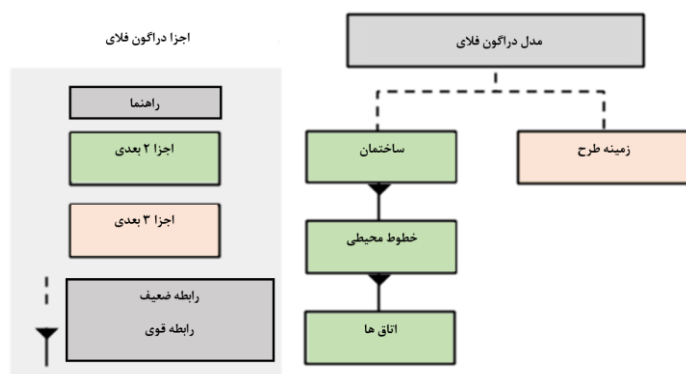 اجزا دراگون فلای
راهنما
اجزا ۲ بعدی
اجزا ۳ بعدی
رابطه ضعیف
رابطه قوی
مدل دراگون فلای
ساختمان
زمینه طرح
خطوط محیطی
اتاق ها